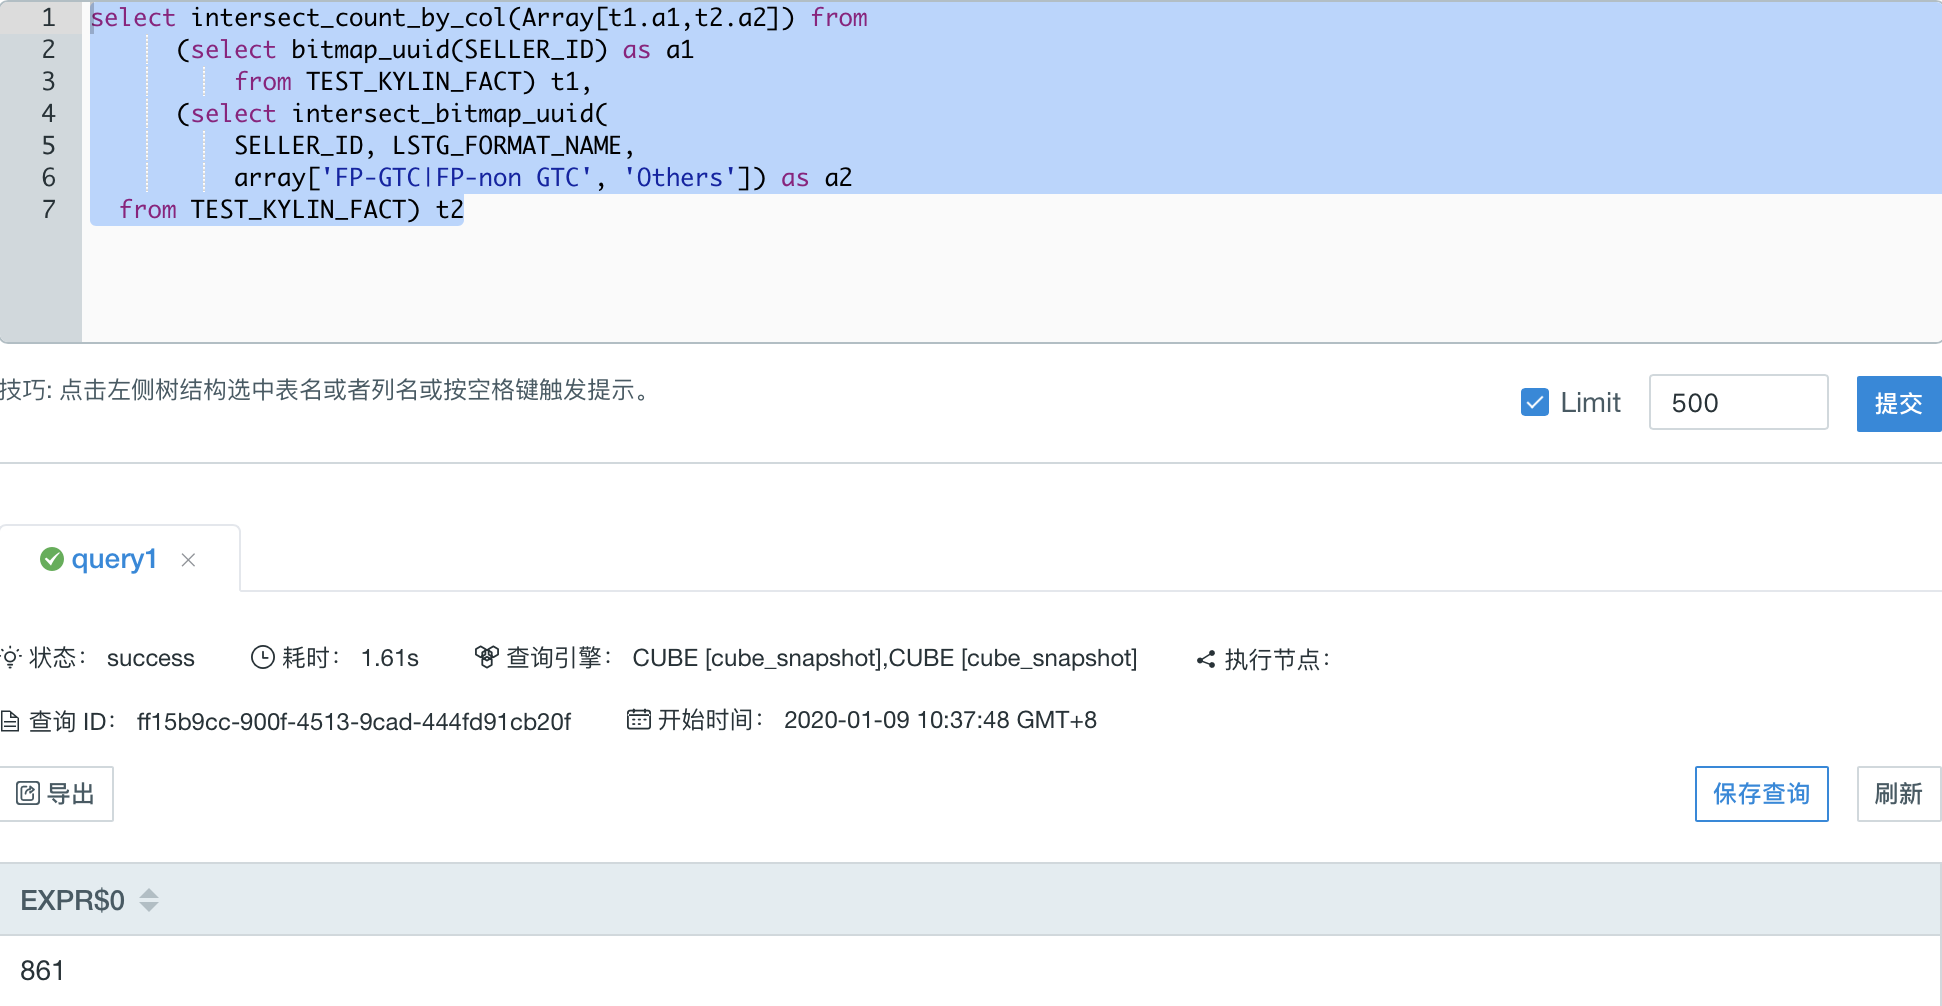 1 select intersect_count_by_col(Array[t1.a1,t2.a2]) from
2 (select bitmap_uuid(SELLER_ID) as a1
3 from TEST_KYLIN_FACT) t1,
4 (select intersect_bitmap_uuid(
5 SELLER_ID, LSTG_FORMAT_NAME,
6 array['FP-GTC|FP-non GTC', 'Others']) as a2
7 from TEST_KYLIN_FACT) t2
技巧: 点击左侧树结构选中表名或者列名或按空格键触发提示。
Limit 500 提交
query1
状态： success 耗时： 1.61s 查询引擎： CUBE [cube_snapshot],CUBE [cube_snapshot] 执行节点：
查询 ID： ff15b9cc-900f-4513-9cad-444fd91cb20f 开始时间： 2020-01-09 10:37:48 GMT+8
导出 保存查询 刷新
EXPR$0
861